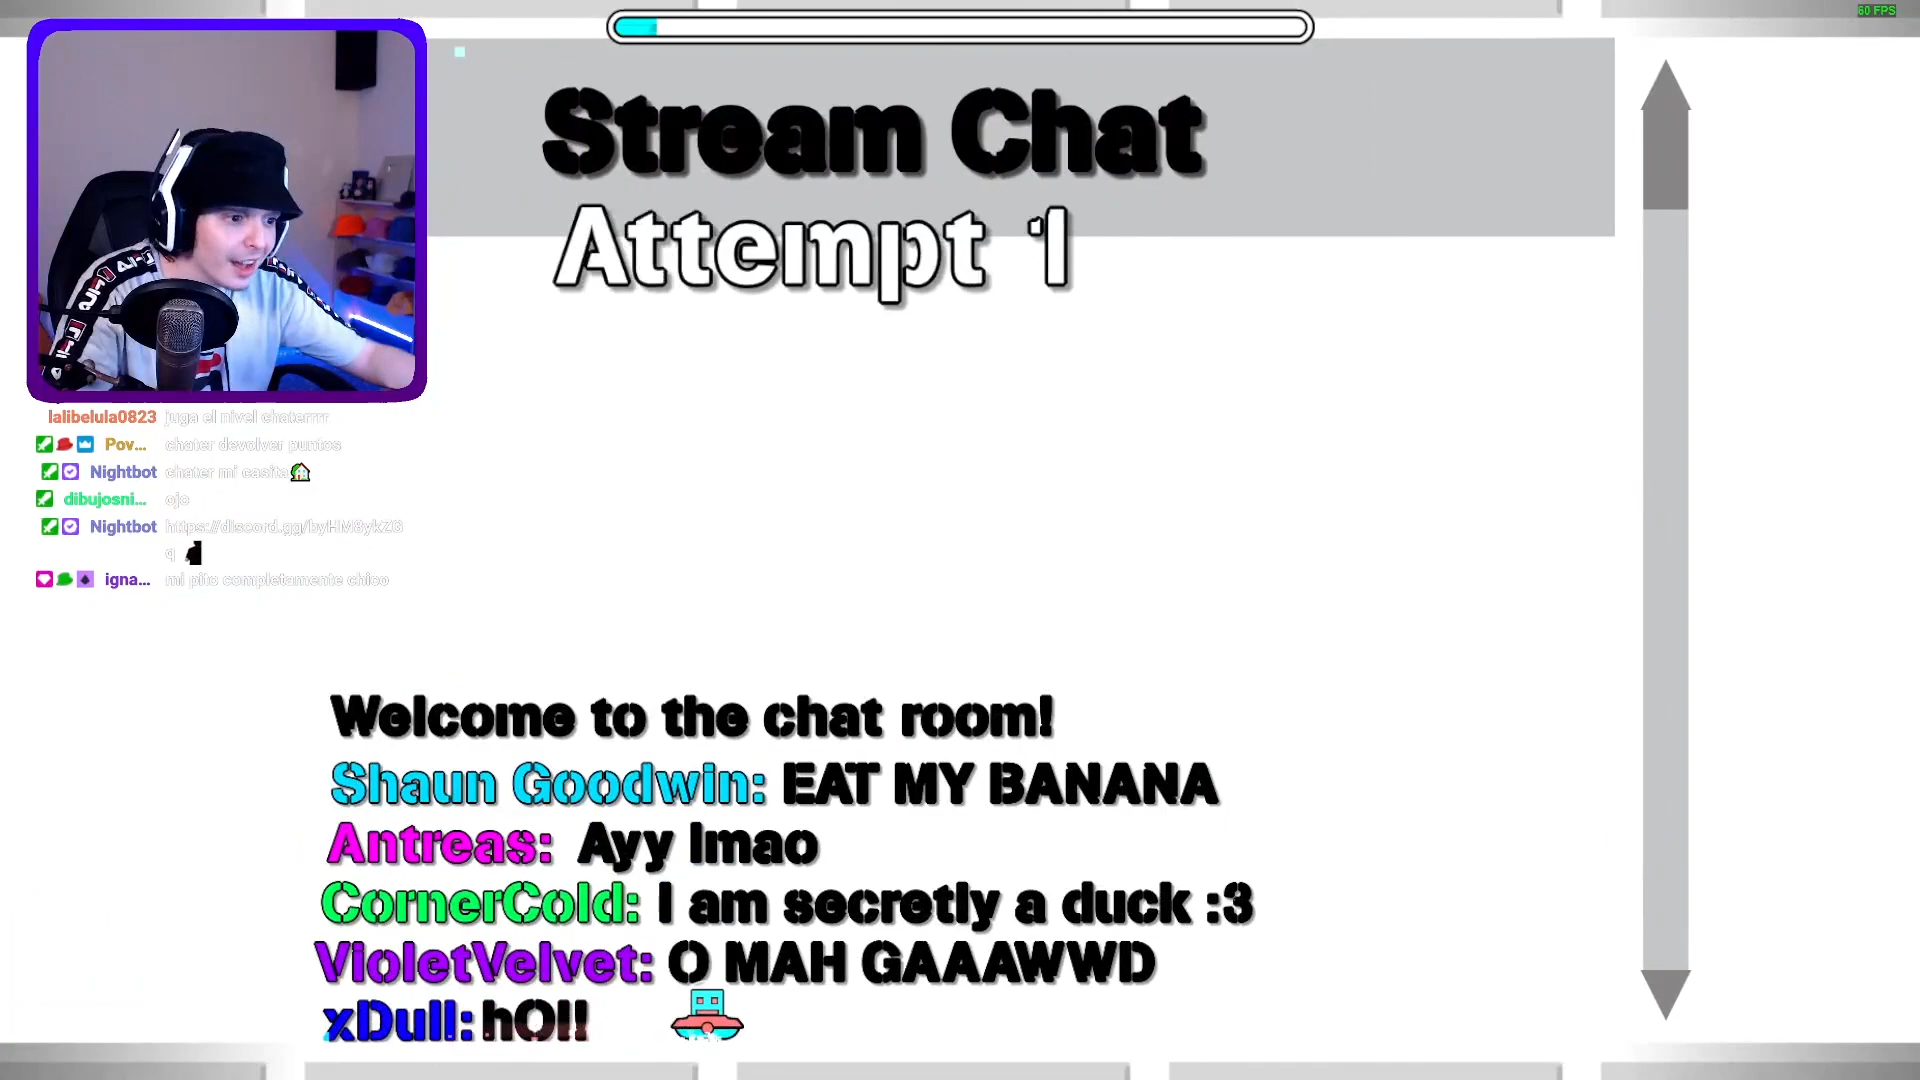 60 FPS
Stream Chat
Attempt 1
lalibelula0823 juga el nivel chaterrrr
Pov... chater devolver puntos
Nightbot chater mi casita
dibujosni... ojo
Nightbot https://discord.gg/byHM8ykZG
q
igna... mi pito completamente chico
Welcome to the chat room!
Shaun Goodwin: EAT MY BANANA
Antreas: Ayy lmao
CornerCold: I am secretly a duck :3
VioletVelvet: O MAH GAAAWWD
xDull: hOI!